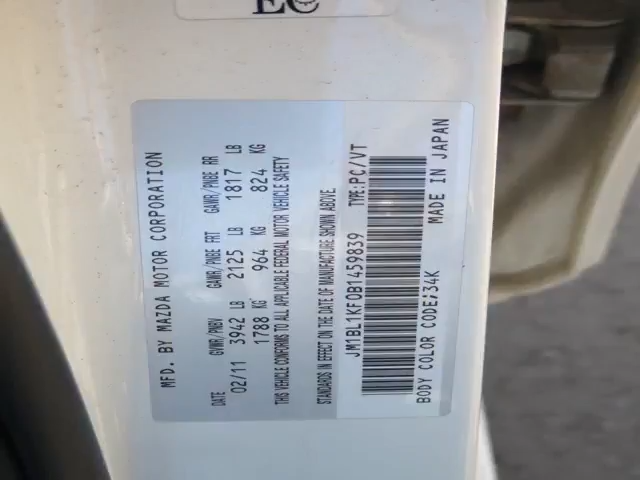 EC
MFD. BY MAZDA MOTOR CORPORATION
DATE GVWR/PNBV GAWR/PNBE FRT GAWR/PNBE RR
02/11 3942 LB 2125 LB 1817 LB
1788 KG 964 KG 824 KG
THIS VEHICLE CONFORMS TO ALL APPLICABLE FEDERAL MOTOR VEHICLE SAFETY
STANDARDS IN EFFECT ON THE DATE OF MANUFACTURE SHOWN ABOVE
JM1BL1KF0B1459839 TYPE:PC/VT
BODY COLOR CODE;34K MADE IN JAPAN